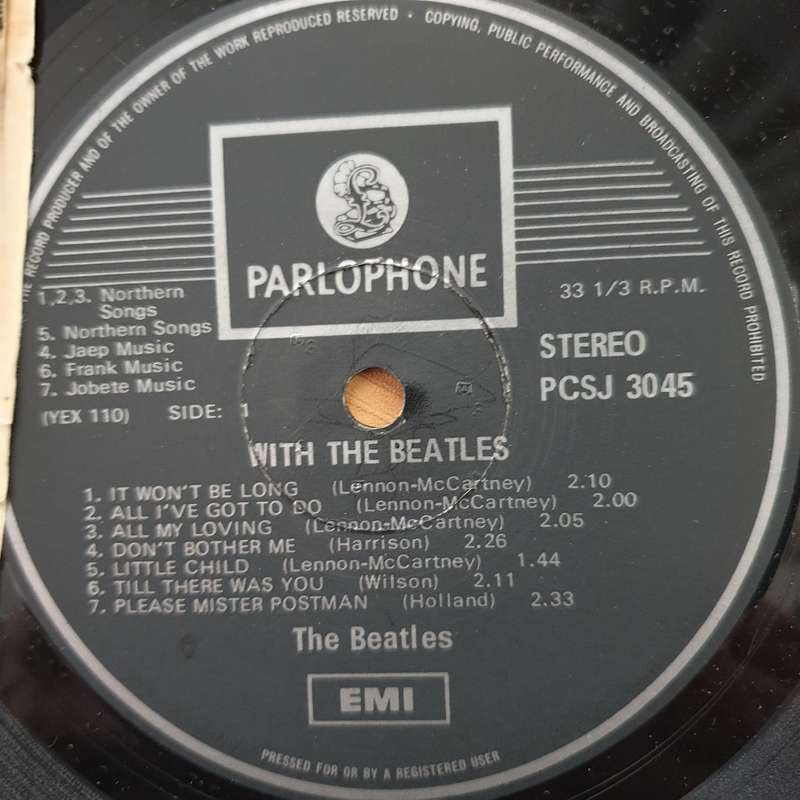 THE RECORD PRODUCER AND OF THE OWNER OF THE WORK REPRODUCED RESERVED · COPYING, PUBLIC PERFORMANCE AND BROADCASTING OF THIS RECORD PROHIBITED
PARLOPHONE
1,2,3. Northern
Songs
5. Northern Songs
4. Jaep Music
6. Frank Music
7. Jobete Music
(YEX 110) SIDE: 1
33 1/3 R.P.M.
STEREO
PCSJ 3045
WITH THE BEATLES
1. IT WON'T BE LONG (Lennon-McCartney) 2.10
2. ALL I'VE GOT TO DO (Lennon-McCartney) 2.00
3. ALL MY LOVING (Lennon-McCartney) 2.05
4. DON'T BOTHER ME (Harrison) 2.26
5. LITTLE CHILD (Lennon-McCartney) 1.44
6. TILL THERE WAS YOU (Wilson) 2.11
7. PLEASE MISTER POSTMAN (Holland) 2.33
The Beatles
EMI
PRESSED FOR OR BY A REGISTERED USER